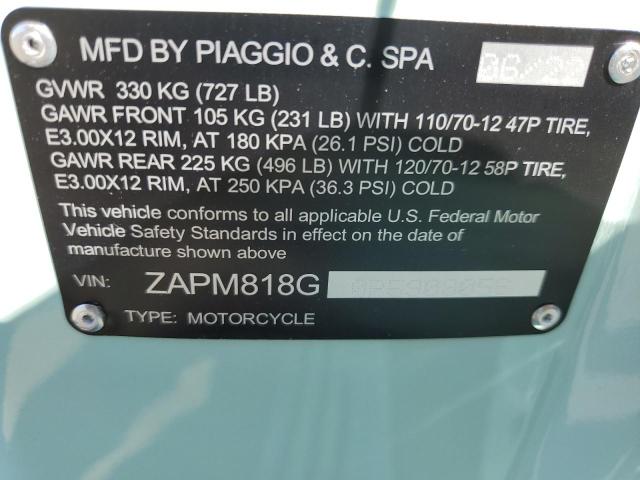 MFD BY PIAGGIO & C. SPA
GVWR 330 KG (727 LB)
GAWR FRONT 105 KG (231 LB) WITH 110/70-12 47P TIRE,
E3.00X12 RIM, AT 180 KPA (26.1 PSI) COLD
GAWR REAR 225 KG (496 LB) WITH 120/70-12 58P TIRE,
E3.00X12 RIM, AT 250 KPA (36.3 PSI) COLD
This vehicle conforms to all applicable U.S. Federal Motor
Vehicle Safety Standards in effect on the date of
manufacture shown above
VIN: ZAPM818G
TYPE: MOTORCYCLE